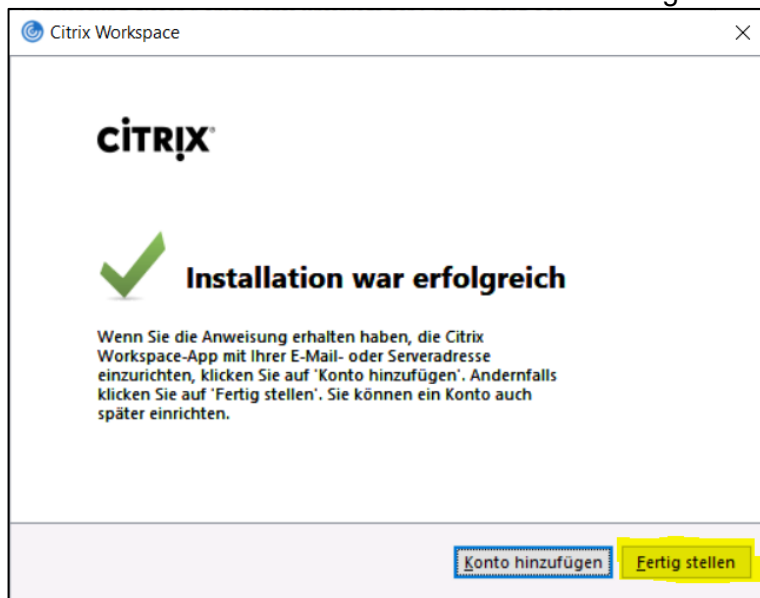 Citrix Workspace
CİTRỊX®
Installation war erfolgreich
Wenn Sie die Anweisung erhalten haben, die Citrix
Workspace-App mit Ihrer E-Mail- oder Serveradresse
einzurichten, klicken Sie auf 'Konto hinzufügen'. Andernfalls
klicken Sie auf 'Fertig stellen'. Sie können ein Konto auch
später einrichten.
Konto hinzufügen
Fertig stellen